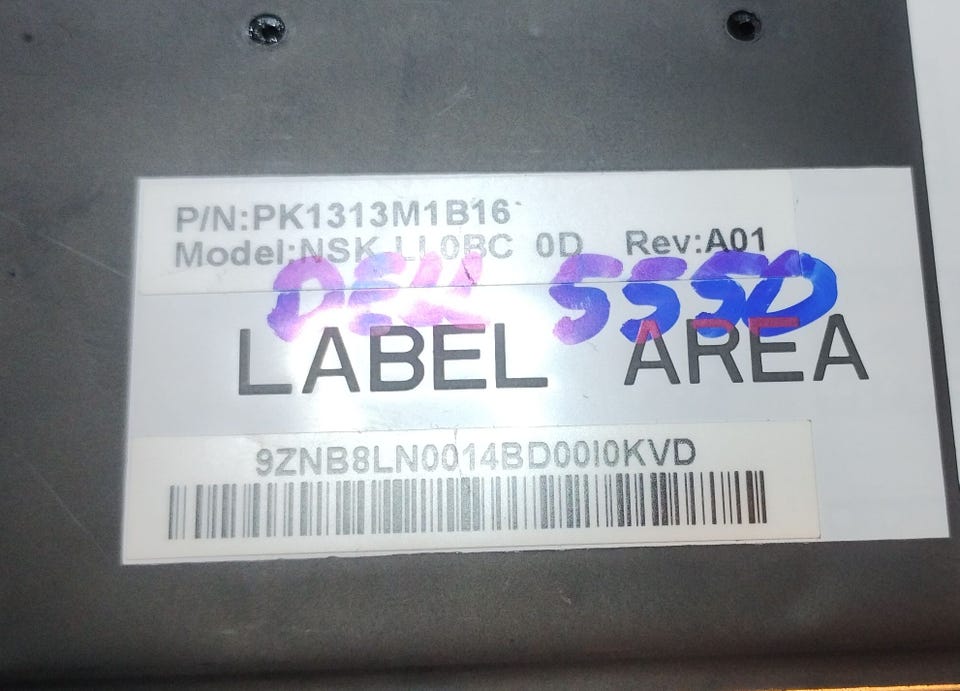 P/N:PK1313M1B16
Model:NSK-LL0BC 0D Rev:A01
DELL 5550
LABEL AREA
9ZNB8LN0014BD00I0KVD